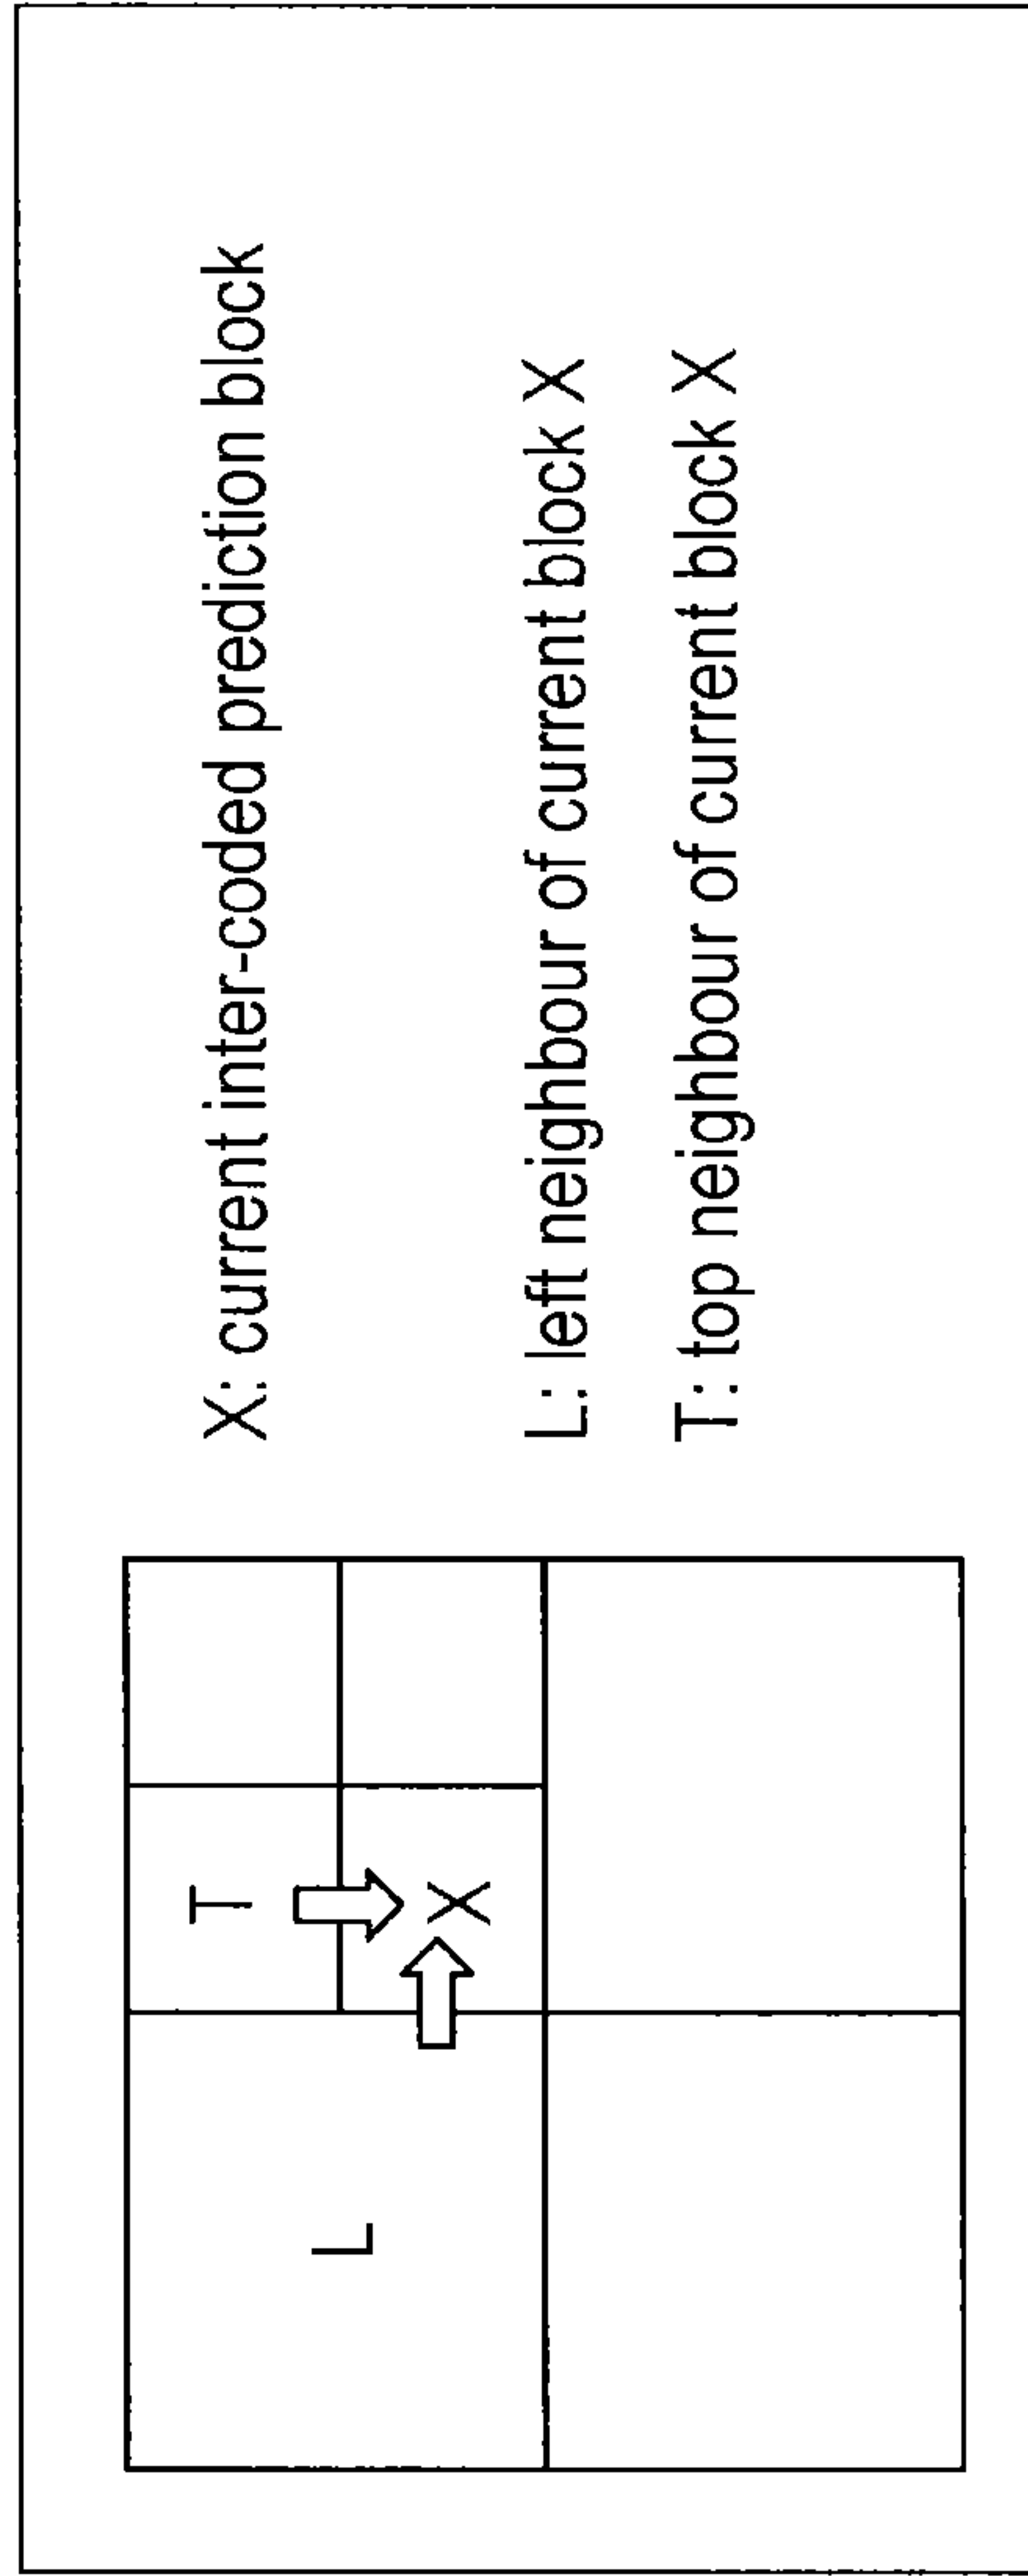 T
L
X
X: current inter-coded prediction block
L: left neighbour of current block X
T: top neighbour of current block X